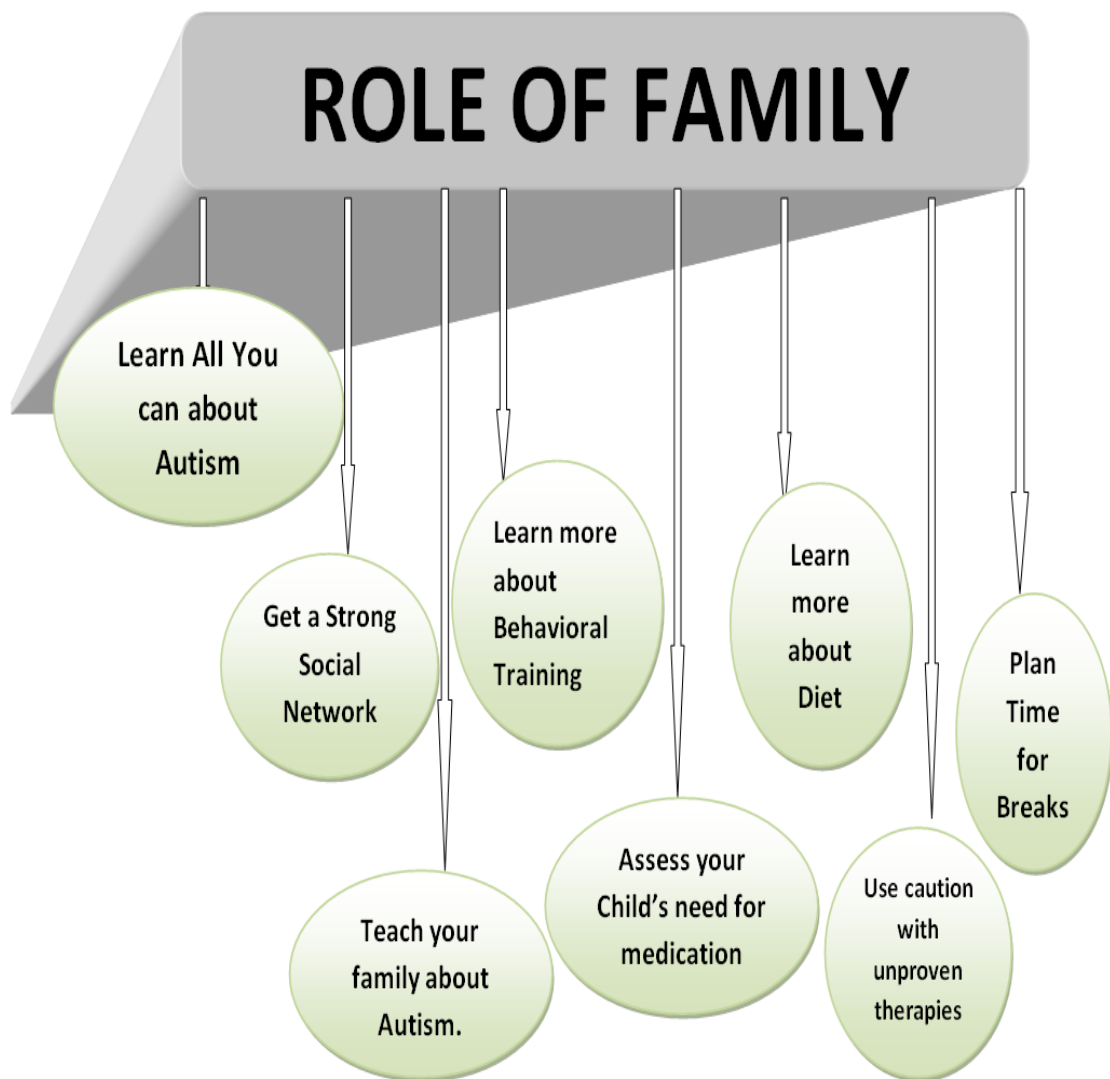 ROLE OF FAMILY
Learn All You
can about
Autism
Get a Strong
Social
Network
Teach your
family about
Autism.
Learn more
about
Behavioral
Training
Assess your
Child’s need for
medication
Learn
more
about
Diet
Use caution
with
unproven
therapies
Plan
Time
for
Breaks